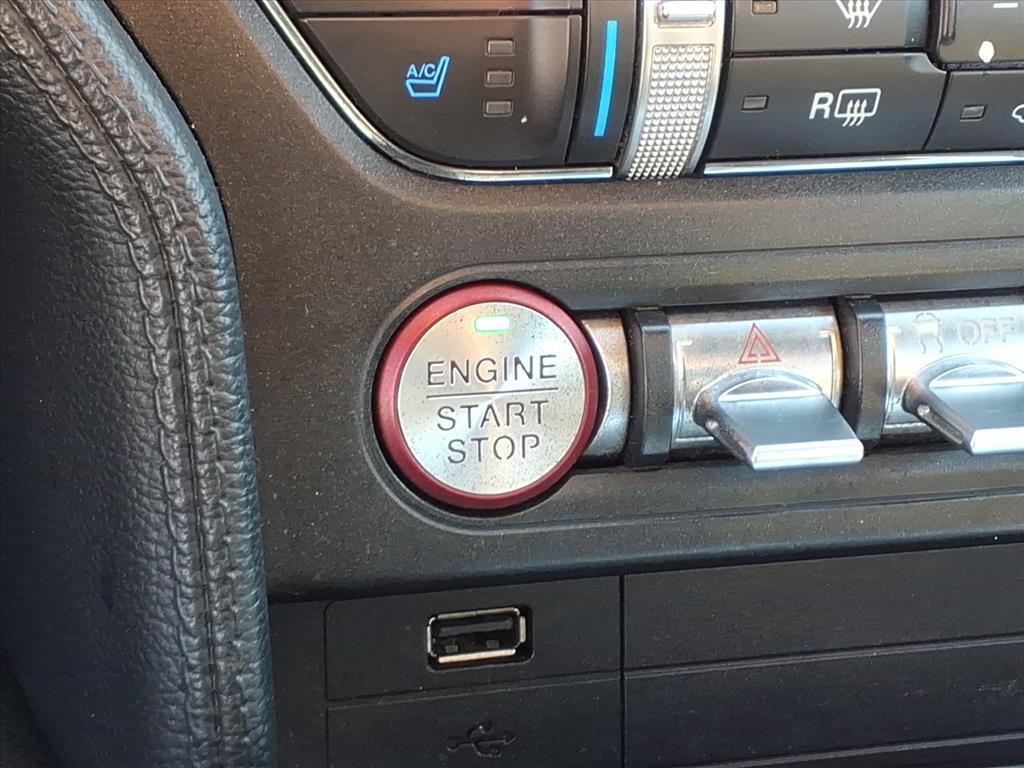 A/C
R
ENGINE
START
STOP
OFF